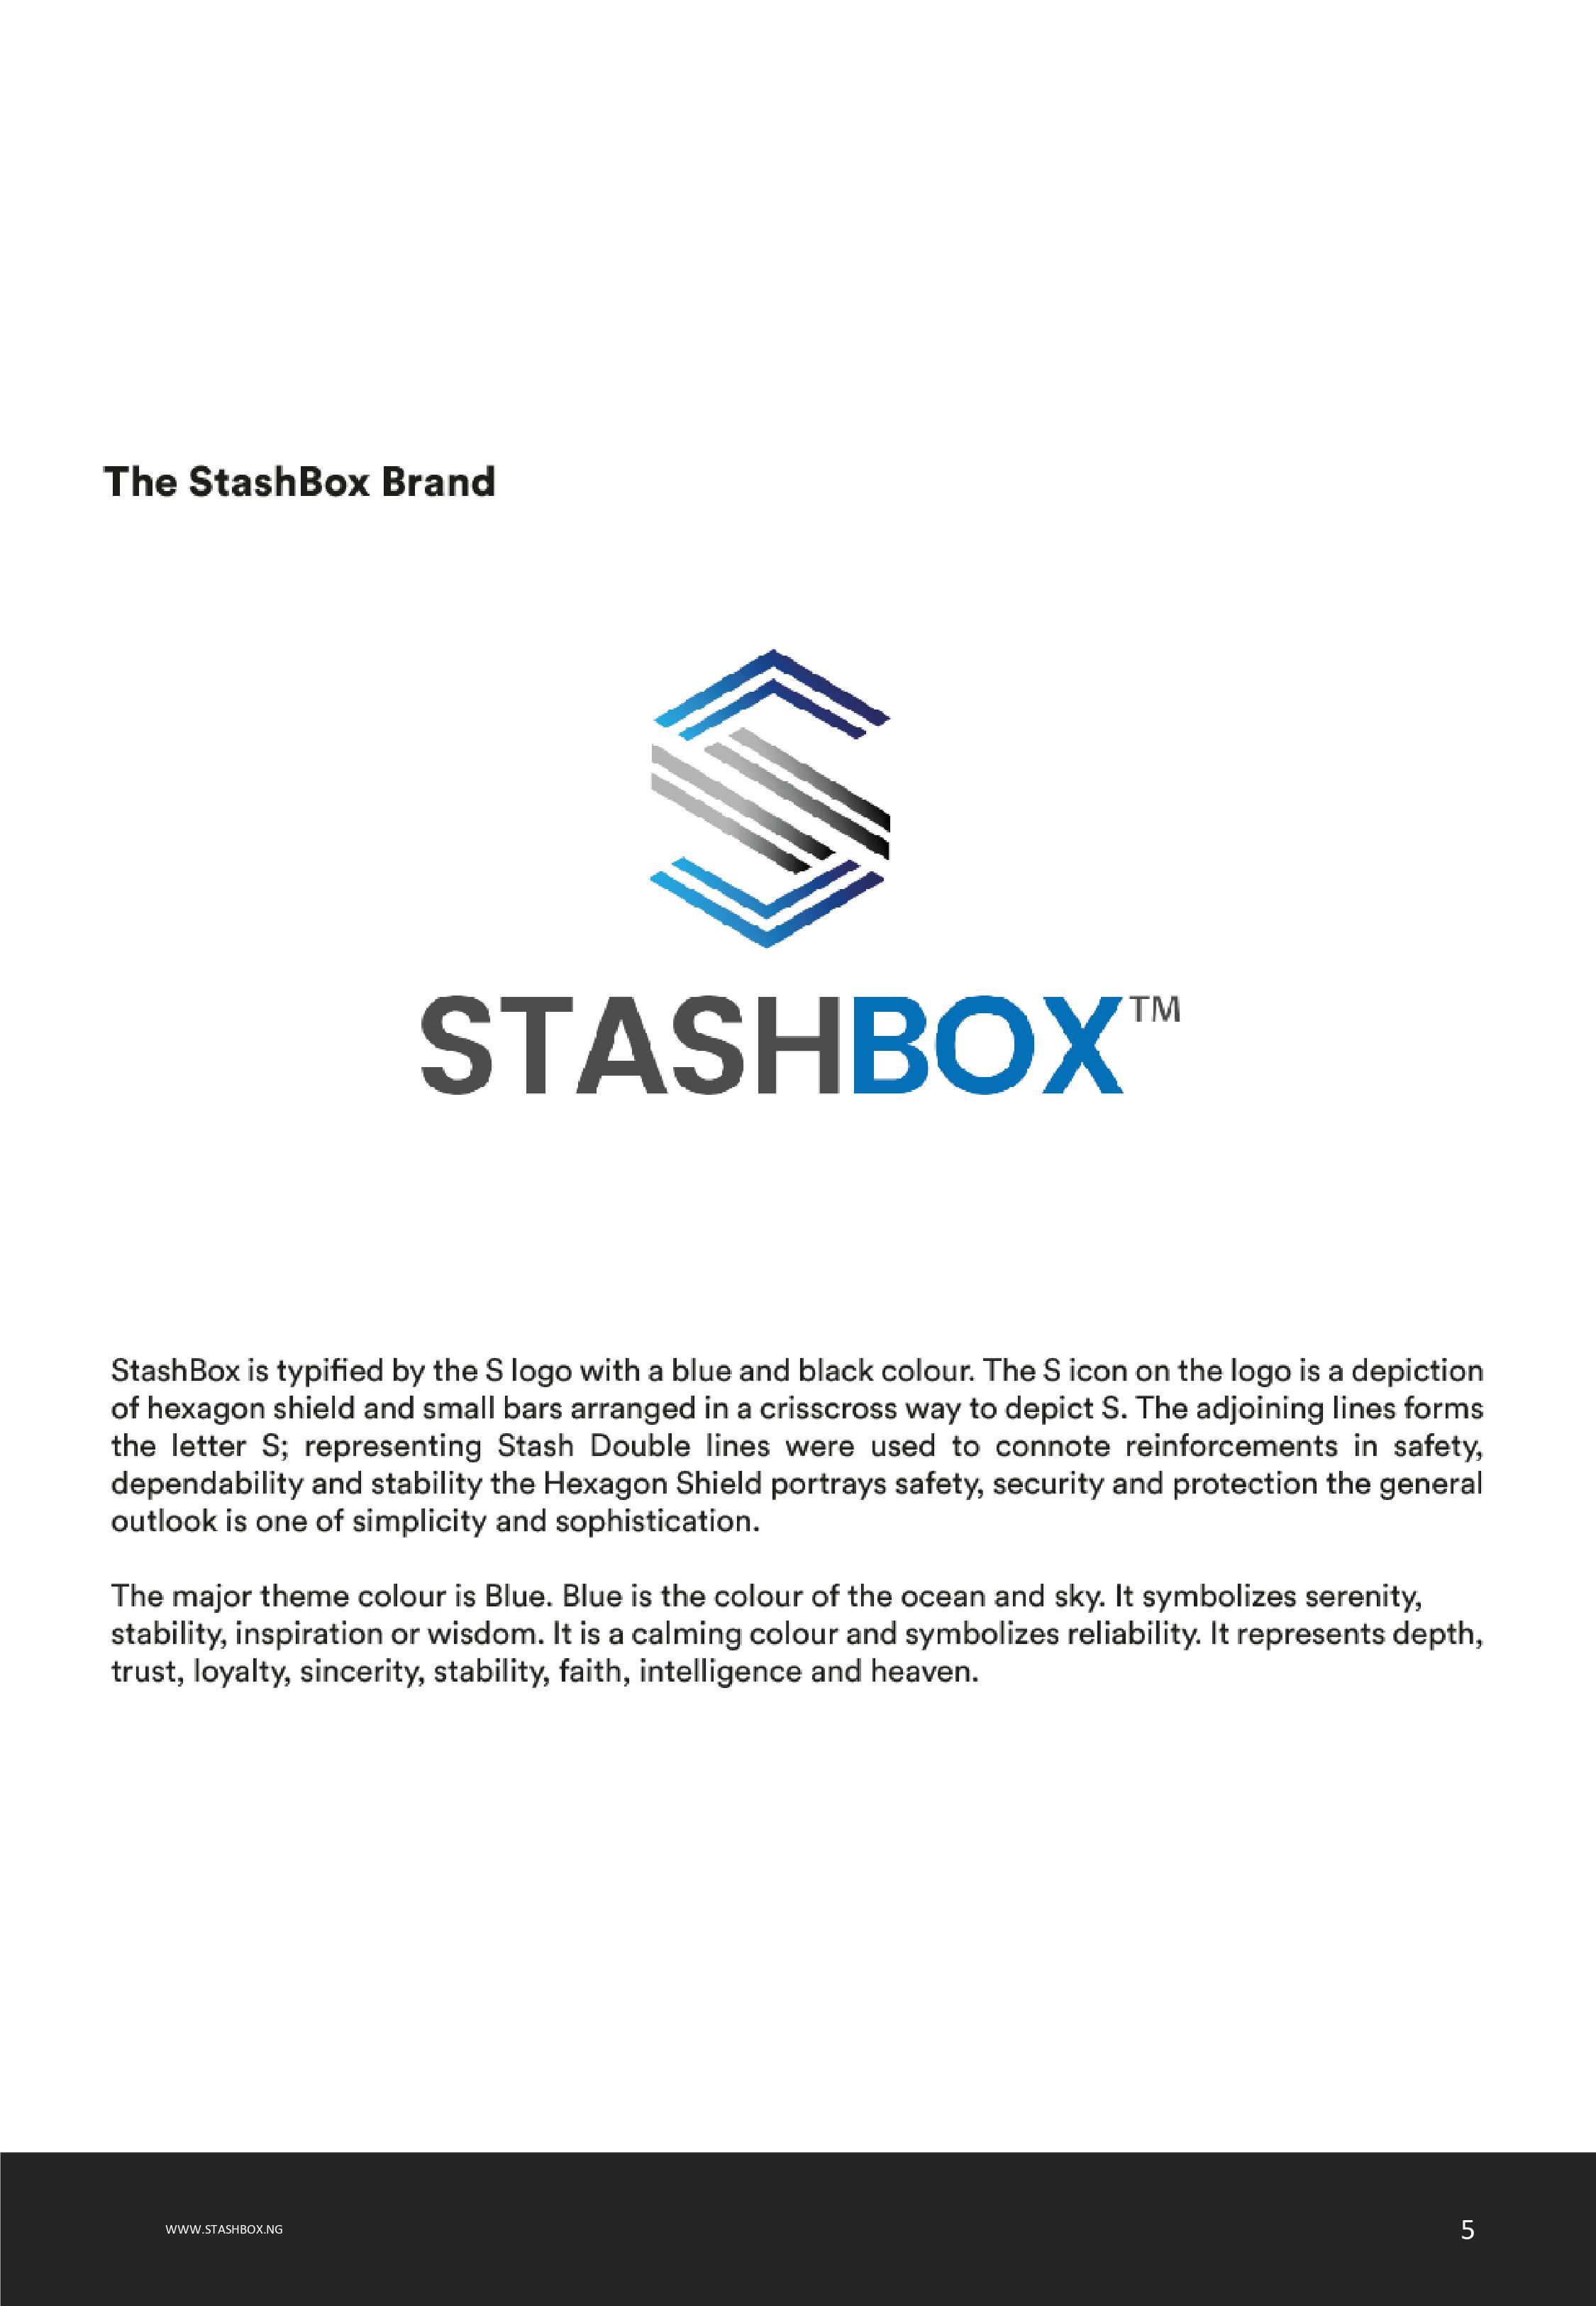 The StashBox Brand
STASHBOX™
StashBox is typified by the S logo with a blue and black colour. The S icon on the logo is a depiction
of hexagon shield and small bars arranged in a crisscross way to depict S. The adjoining lines forms
the letter S; representing Stash Double lines were used to connote reinforcements in safety,
dependability and stability the Hexagon Shield portrays safety, security and protection the general
outlook is one of simplicity and sophistication.
The major theme colour is Blue. Blue is the colour of the ocean and sky. It symbolizes serenity,
stability, inspiration or wisdom. It is a calming colour and symbolizes reliability. It represents depth,
trust, loyalty, sincerity, stability, faith, intelligence and heaven.
WWW.STASHBOX.NG
5